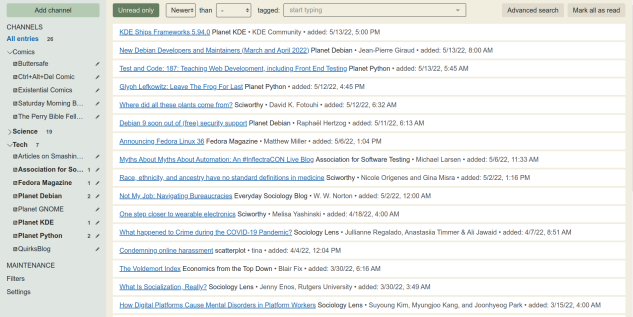 Add channel
Unread only
Newer than -
tagged: start typing
Advanced search
Mark all as read
CHANNELS
All entries 26
Comics
Buttersafe
Ctrl+Alt+Del Comic
Existential Comics
Saturday Morning B...
The Perry Bible Fell...
Science 19
Tech 7
Articles on Smashin...
Association for So... 1
Fedora Magazine 1
Planet Debian 2
Planet GNOME
Planet KDE 1
Planet Python 2
QuirksBlog
MAINTENANCE
Filters
Settings
KDE Ships Frameworks 5.94.0 Planet KDE • KDE Community • added: 5/13/22, 5:00 PM
New Debian Developers and Maintainers (March and April 2022) Planet Debian • Jean-Pierre Giraud • added: 5/13/22, 8:00 AM
Test and Code: 187: Teaching Web Development, including Front End Testing Planet Python • added: 5/13/22, 5:45 AM
Glyph Lefkowitz: Leave The Frog For Last Planet Python • added: 5/12/22, 4:45 PM
Where did all these plants come from? Sciworthy • David K. Fotouhi • added: 5/12/22, 6:32 AM
Debian 9 soon out of (free) security support Planet Debian • Raphaël Hertzog • added: 5/11/22, 6:13 AM
Announcing Fedora Linux 36 Fedora Magazine • Matthew Miller • added: 5/6/22, 1:04 PM
Myths About Myths About Automation: An #InflectraCON Live Blog Association for Software Testing • Michael Larsen • added: 5/6/22, 11:33 AM
Race, ethnicity, and ancestry have no standard definitions in medicine Sciworthy • Nicole Origenes and Gina Misra • added: 5/2/22, 1:16 PM
Not My Job: Navigating Bureaucracies Everyday Sociology Blog • W. W. Norton • added: 5/2/22, 12:00 AM
One step closer to wearable electronics Sciworthy • Melisa Yashinski • added: 4/18/22, 4:00 AM
What happened to Crime during the COVID-19 Pandemic? Sociology Lens • Jullianne Regalado, Anastasiia Timmer & Ali Jawaid • added: 4/7/22, 8:51 AM
Condemning online harassment scatterplot • tina • added: 4/4/22, 12:04 PM
The Voldemort Index Economics from the Top Down • Blair Fix • added: 3/30/22, 6:16 AM
What Is Socialization, Really? Sociology Lens • Jenny Enos, Rutgers University • added: 3/30/22, 3:49 AM
How Digital Platforms Cause Mental Disorders in Platform Workers Sociology Lens • Suyoung Kim, Myungjoo Kang, and Joonhyeog Park • added: 3/15/22, 4:00 AM